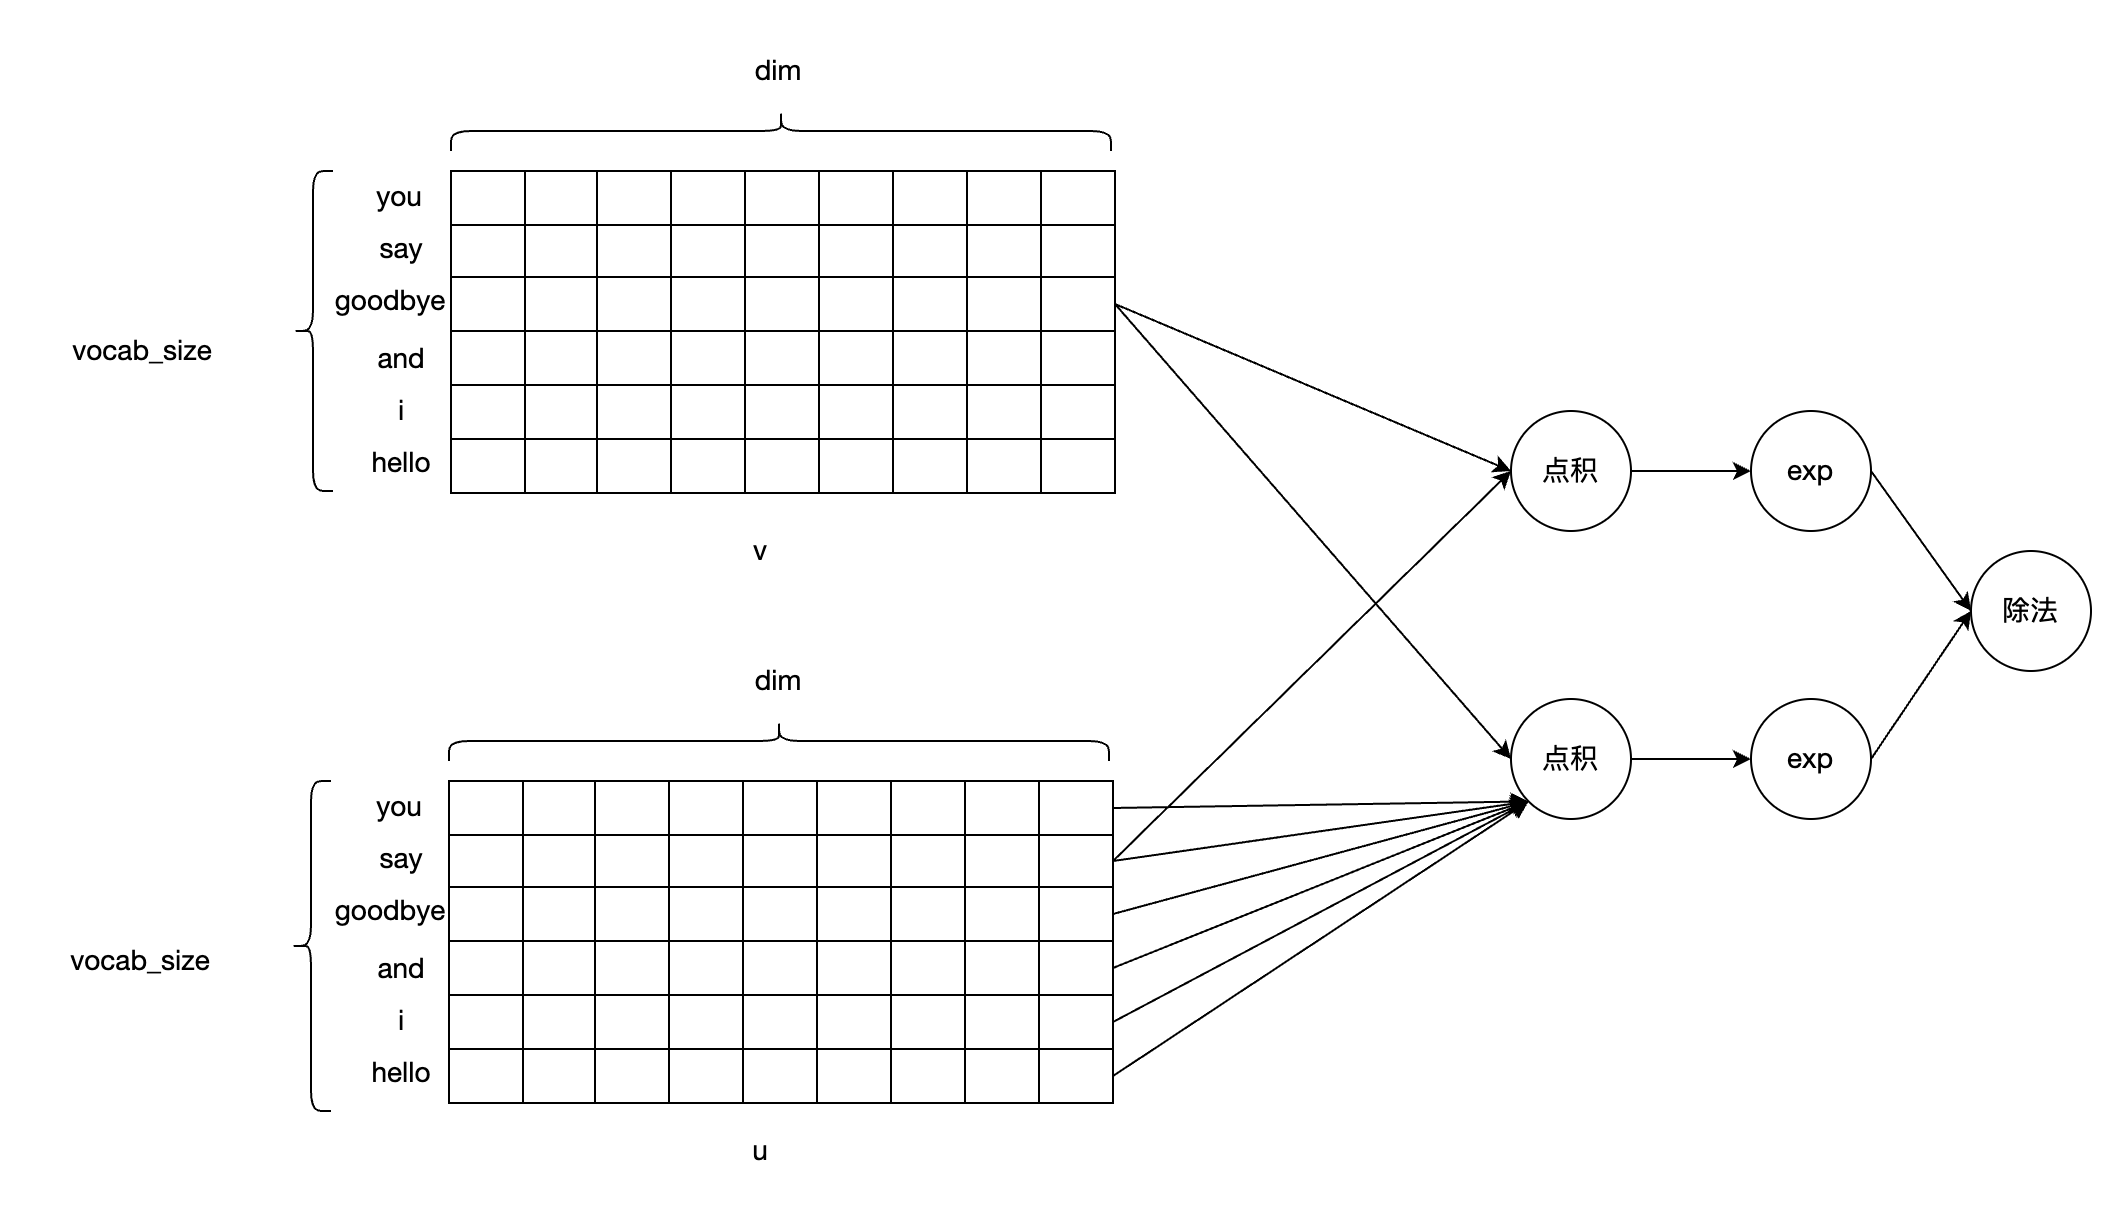 dim
you
say
goodbye
vocab_size
and
i
hello
v
点积
exp
除法
dim
点积
exp
you
say
goodbye
vocab_size
and
i
hello
u